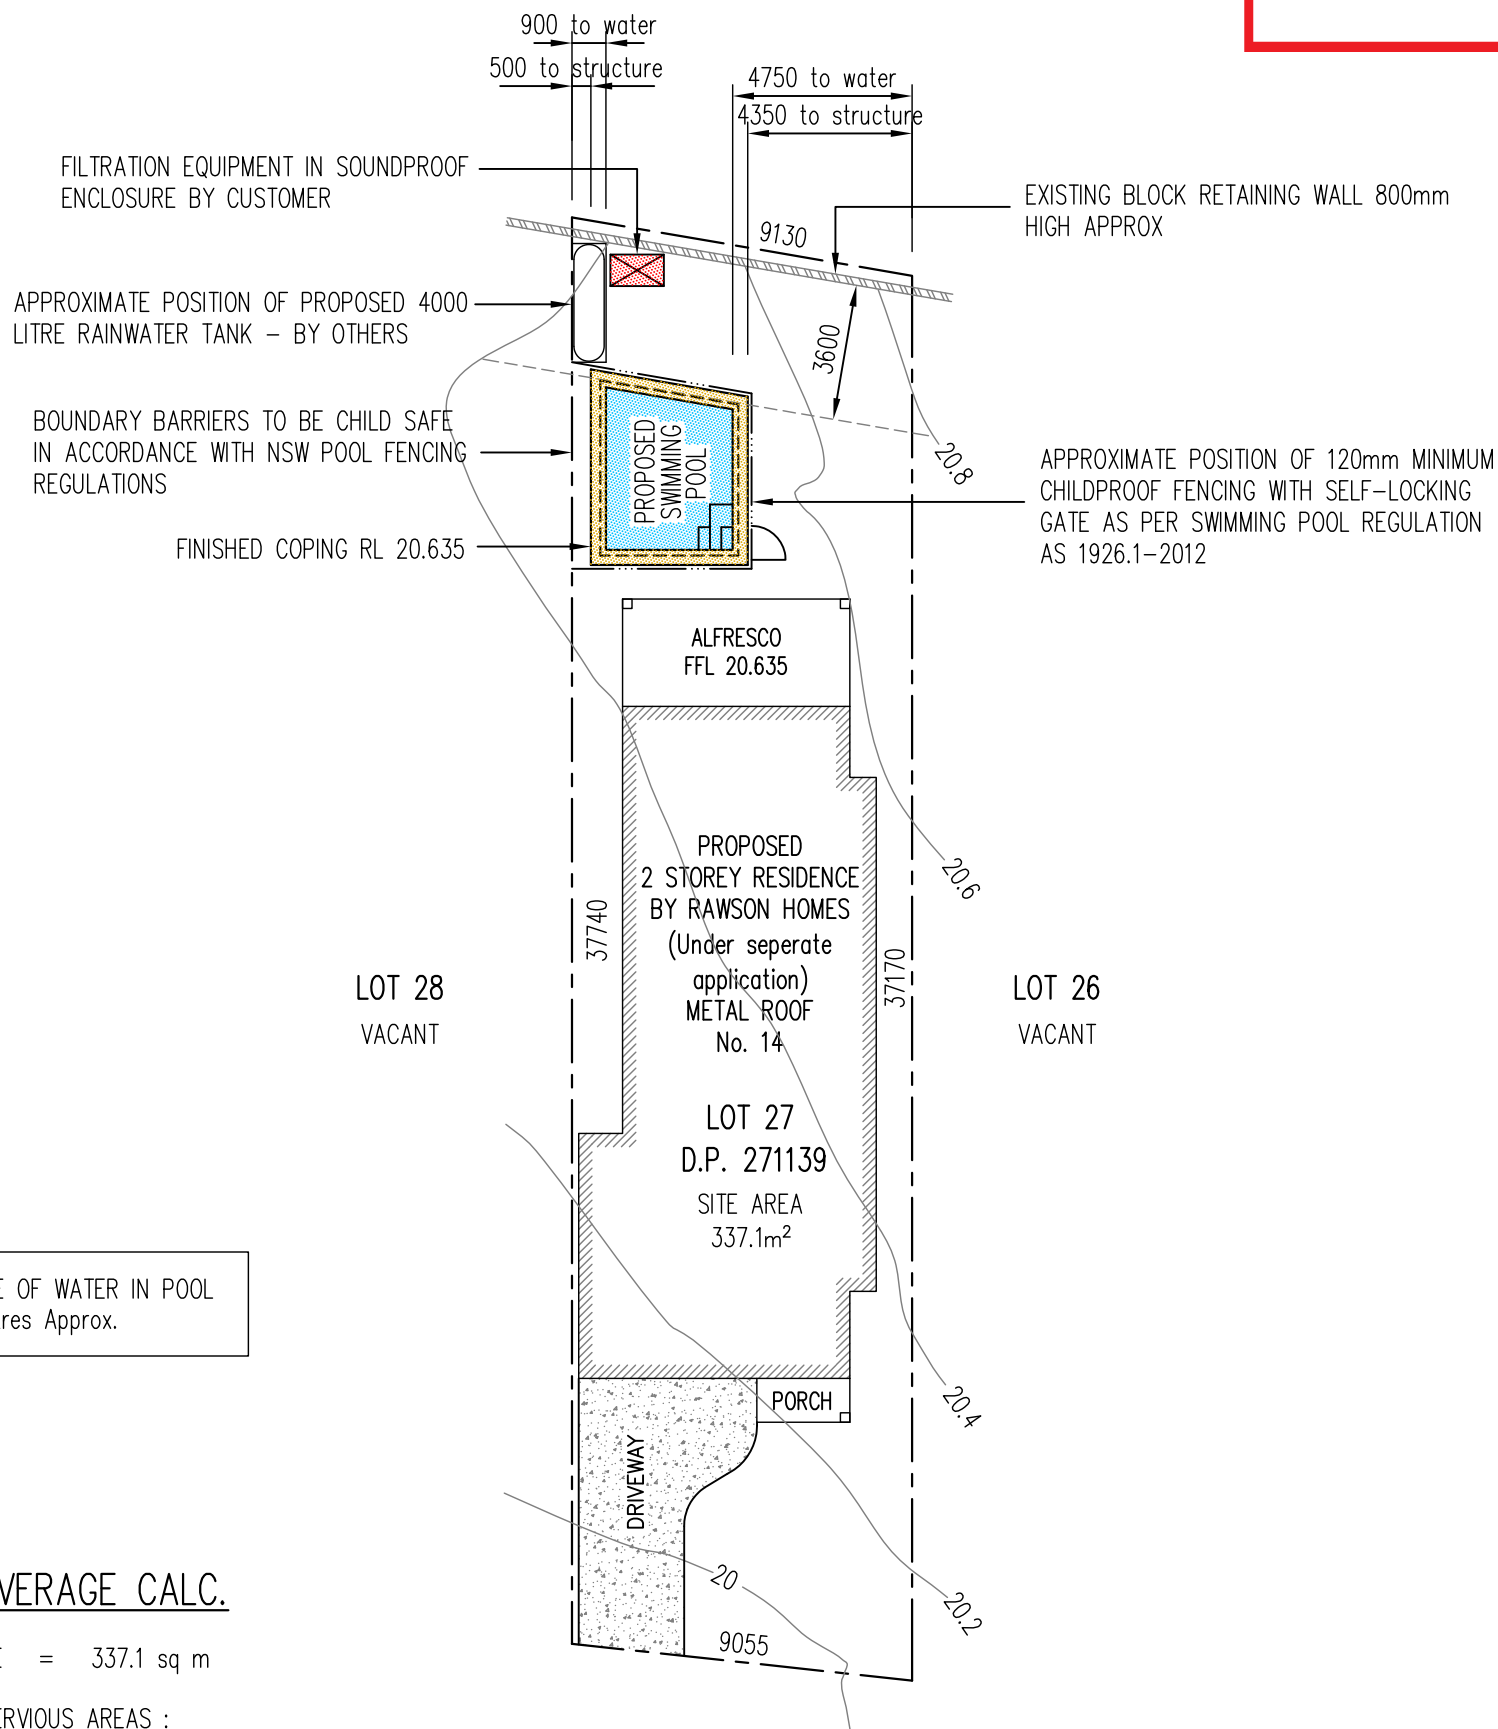 900 to water
500 to structure
4750 to water
4350 to structure
FILTRATION EQUIPMENT IN SOUNDPROOF
ENCLOSURE BY CUSTOMER
EXISTING BLOCK RETAINING WALL 800mm
HIGH APPROX
9130
APPROXIMATE POSITION OF PROPOSED 4000
LITRE RAINWATER TANK – BY OTHERS
3600
BOUNDARY BARRIERS TO BE CHILD SAFE
IN ACCORDANCE WITH NSW POOL FENCING
REGULATIONS
PROPOSED
SWIMMING
POOL
20.8
APPROXIMATE POSITION OF 120mm MINIMUM
CHILDPROOF FENCING WITH SELF-LOCKING
GATE AS PER SWIMMING POOL REGULATION
AS 1926.1-2012
FINISHED COPING RL 20.635
ALFRESCO
FFL 20.635
PROPOSED
2 STOREY RESIDENCE
BY RAWSON HOMES
(Under seperate
application)
METAL ROOF
No. 14
20.6
37740
37170
LOT 28
VACANT
LOT 26
VACANT
LOT 27
D.P. 271139
SITE AREA
337.1m²
E OF WATER IN POOL
res Approx.
PORCH
20.4
DRIVEWAY
20
20.2
9055
VERAGE CALC.
E = 337.1 sq m
ERVIOUS AREAS :